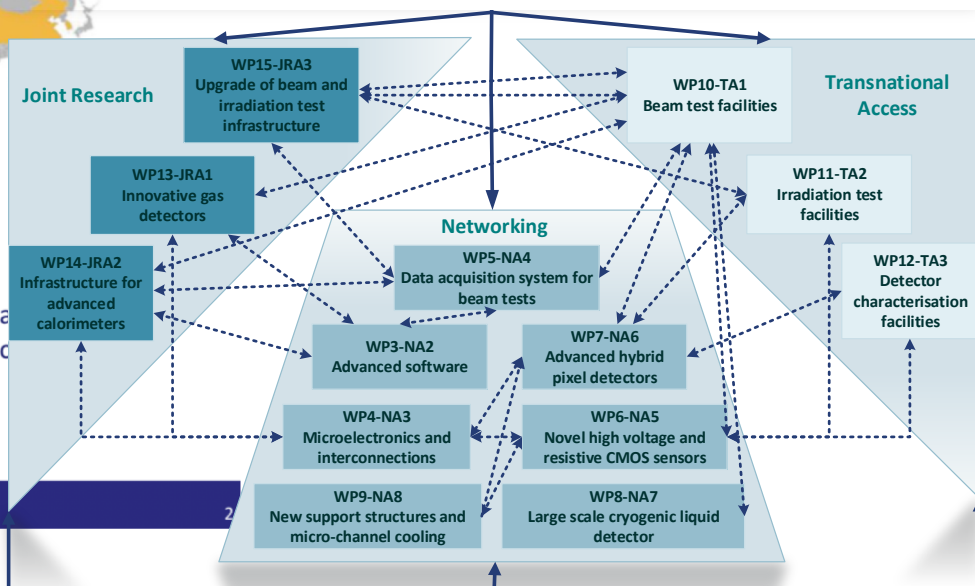 Joint Research
WP15-JRA3
Upgrade of beam and
irradiation test
infrastructure
WP10-TA1
Beam test facilities
Transnational
Access
WP13-JRA1
Innovative gas
detectors
WP11-TA2
Irradiation test
facilities
Networking
WP14-JRA2
Infrastructure for
advanced
calorimeters
WP5-NA4
Data acquisition system for
beam tests
WP12-TA3
Detector
characterisation
facilities
WP3-NA2
Advanced software
WP7-NA6
Advanced hybrid
pixel detectors
WP4-NA3
Microelectronics and
interconnections
WP6-NA5
Novel high voltage and
resistive CMOS sensors
WP9-NA8
New support structures and
micro-channel cooling
WP8-NA7
Large scale cryogenic liquid
detector
2